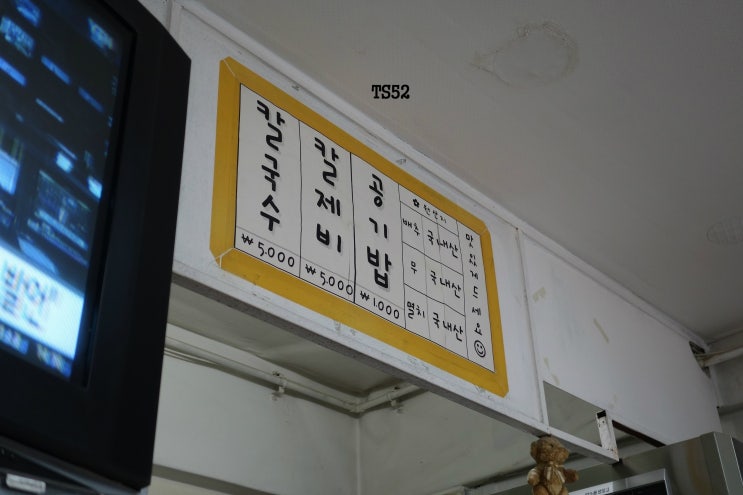 TS52
칼국수
₩5,000
칼제비
₩5,000
공기밥
₩1,000
✿원산지
배추 국내산
무 국내산
멸치 국내산
맛있게드세요☺